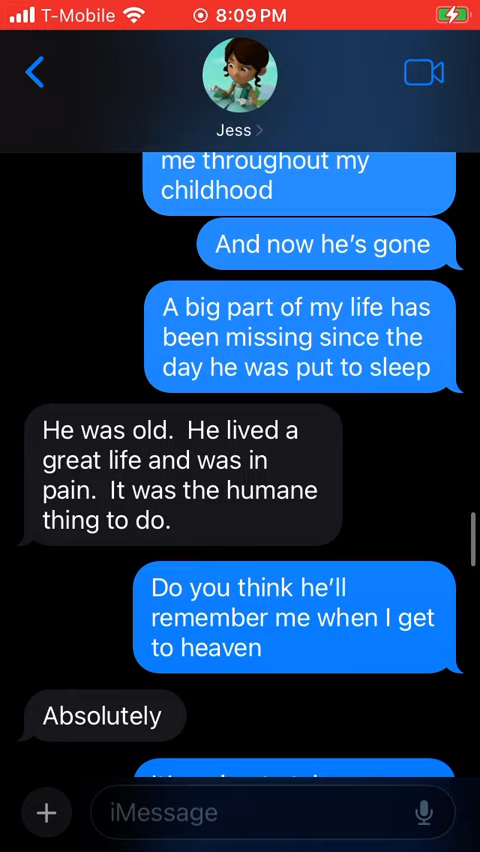 T-Mobile 8:09 PM
Jess
me throughout my
childhood
And now he’s gone
A big part of my life has
been missing since the
day he was put to sleep
He was old.  He lived a
great life and was in
pain.  It was the humane
thing to do.
Do you think he’ll
remember me when I get
to heaven
Absolutely
iMessage